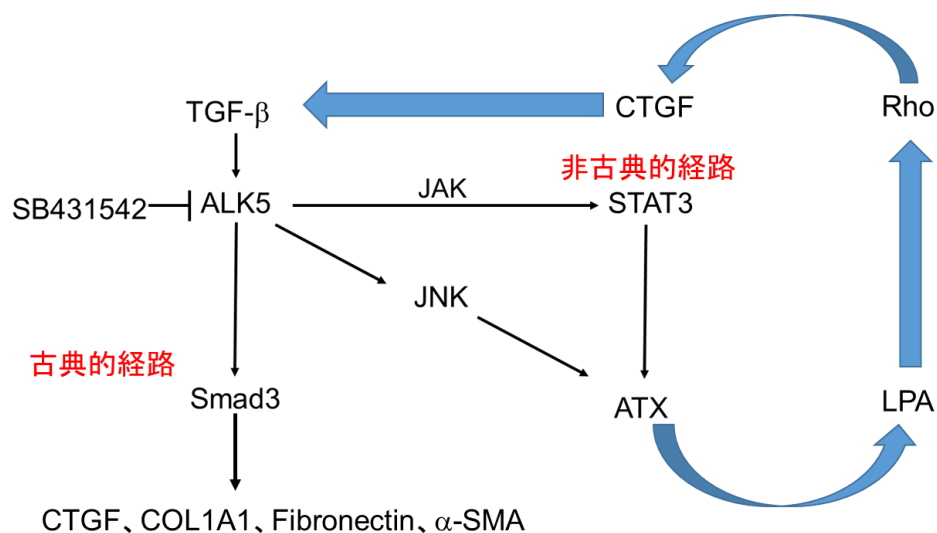 TGF-β
CTGF
Rho
非古典的経路
SB431542
ALK5
JAK
STAT3
JNK
古典的経路
Smad3
ATX
LPA
CTGF、COL1A1、Fibronectin、α-SMA